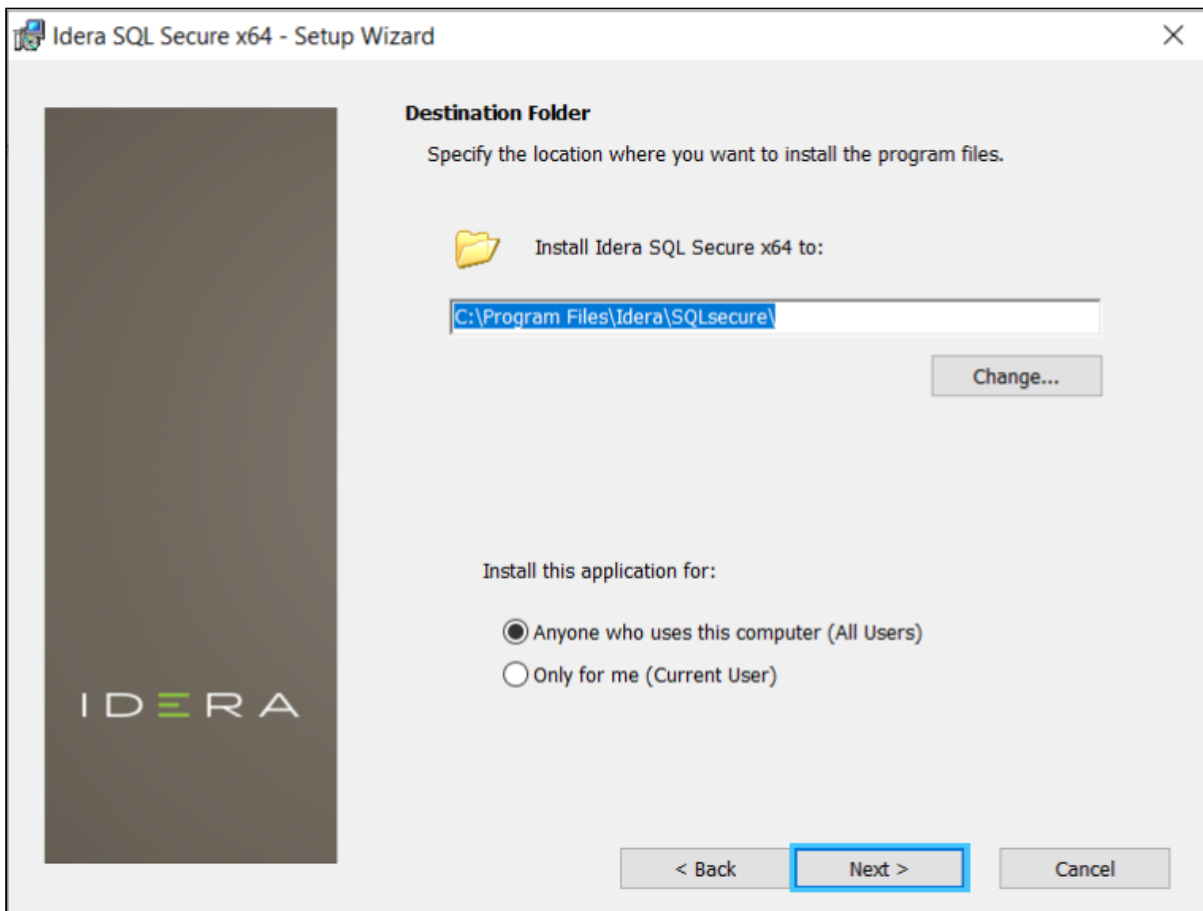 Idera SQL Secure x64 - Setup Wizard
Destination Folder
Specify the location where you want to install the program files.
Install Idera SQL Secure x64 to:
C:\Program Files\Idera\SQLsecure\
Change...
Install this application for:
Anyone who uses this computer (All Users)
Only for me (Current User)
IDERA
< Back
Next >
Cancel